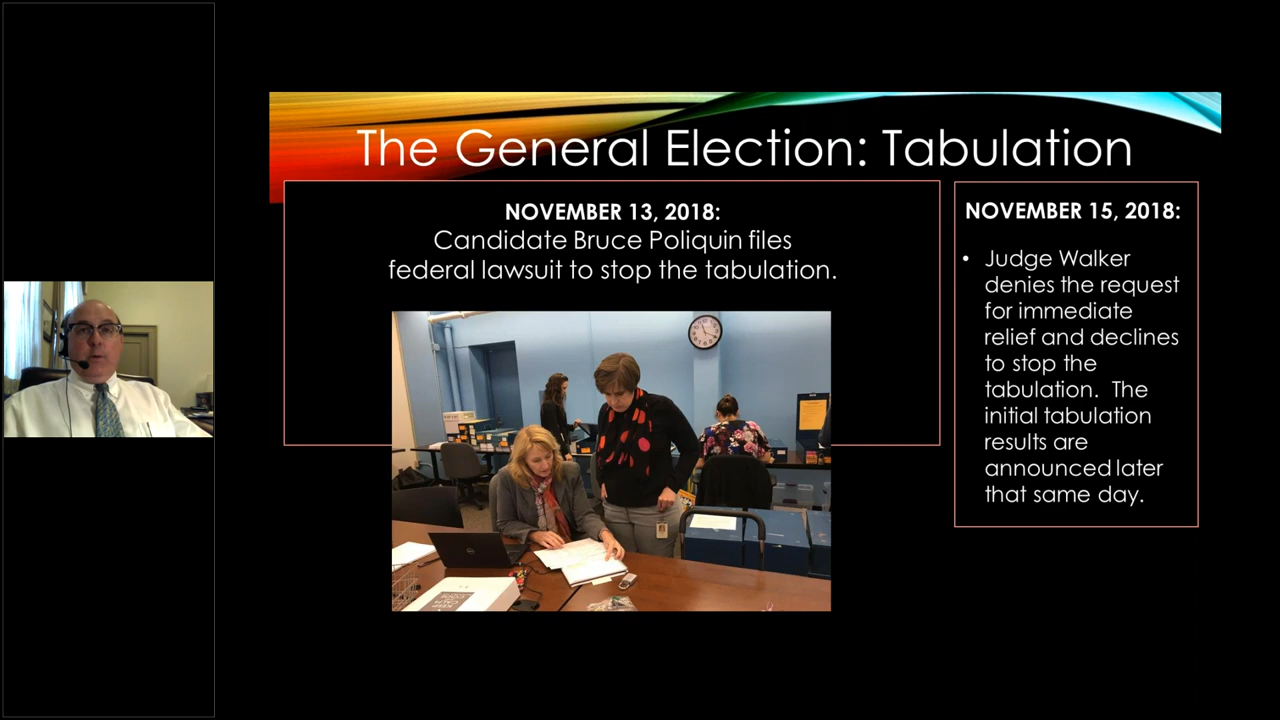 The General Election: Tabulation
NOVEMBER 13, 2018:
Candidate Bruce Poliquin files
federal lawsuit to stop the tabulation.
NOVEMBER 15, 2018:
• Judge Walker
denies the request
for immediate
relief and declines
to stop the
tabulation. The
initial tabulation
results are
announced later
that same day.
KEEP
CALM